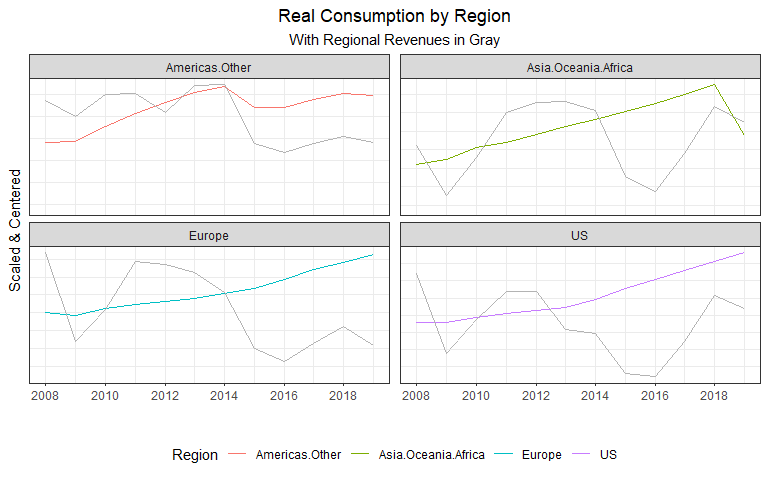 Real Consumption by Region
With Regional Revenues in Gray
Americas.Other
Asia.Oceania.Africa
Scaled & Centered
Europe
US
2008 2010 2012 2014 2016 2018
2008 2010 2012 2014 2016 2018
Region Americas.Other Asia.Oceania.Africa Europe US